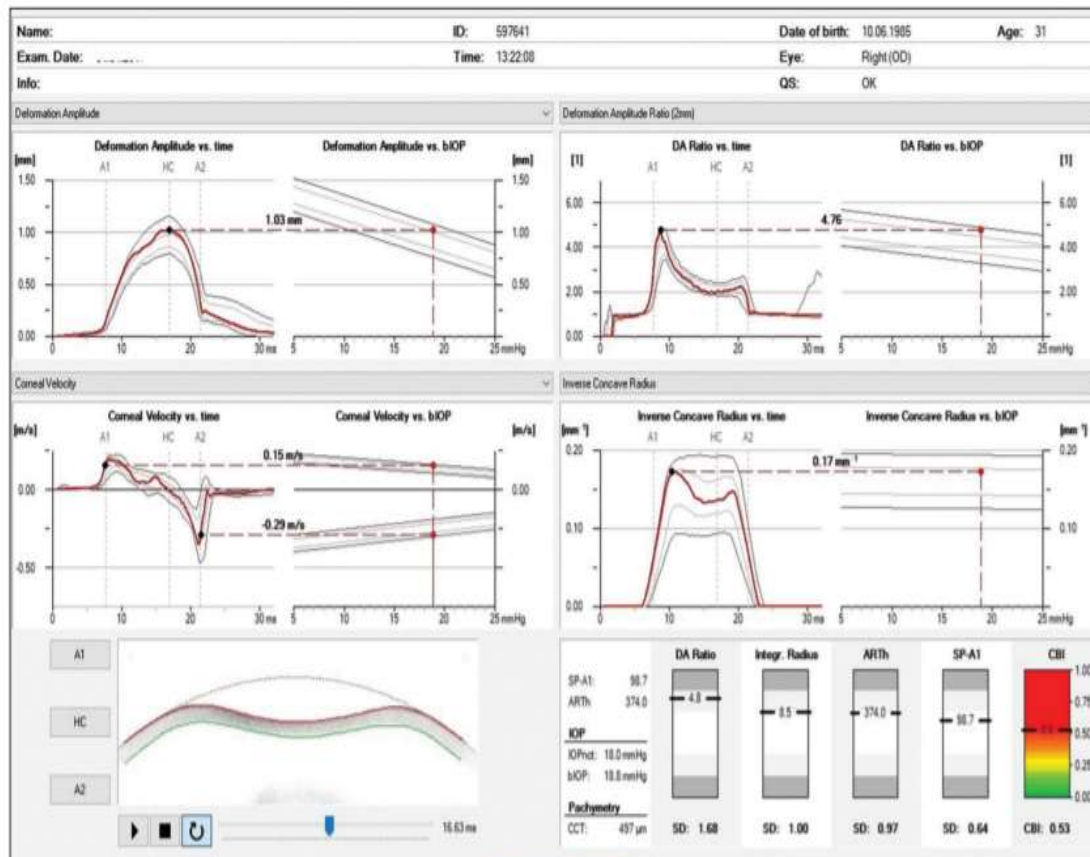 Name: ID: 597641 Date of birth: 10.06.1985 Age: 31
Exam. Date: Time: 13:22:08 Eye: Right (OD)
Info: QS: OK
Deformation Amplitude
Deformation Amplitude Ratio (2mm)
Deformation Amplitude vs. time
Deformation Amplitude vs. bIOP
[mm] A1 HC A2 [mm]
1.50 1.50
1.03 mm
1.00 1.00
0.50 0.50
0.00 0.00
0 10 20 30 ms 5 10 15 20 25 mmHg
DA Ratio vs. time
DA Ratio vs. bIOP
[1] A1 HC A2 [1]
6.00 6.00
4.76
4.00 4.00
2.00 2.00
0.00
0 10 20 30 ms 5 10 15 20 25 mmHg
Corneal Velocity
Inverse Concave Radius
Corneal Velocity vs. time
Corneal Velocity vs. bIOP
[m/s] A1 HC A2 [m/s]
0.15 m/s
0.00 0.00
-0.29 m/s
-0.50
0 10 20 30 ms 5 10 15 20 25 mmHg
Inverse Concave Radius vs. time
Inverse Concave Radius vs. bIOP
[mm⁻¹] A1 HC A2 [mm⁻¹]
0.20 0.20
0.17 mm⁻¹
0.10 0.10
0.00
0 10 20 30 ms 5 10 15 20 25 mmHg
A1
HC
A2
16.63 ms
SP-A1: 98.7
ARTh 374.0
IOP
IOPnct: 18.0 mmHg
bIOP: 18.8 mmHg
Pachymetry
CCT: 497 µm
DA Ratio Integr. Radius ARTh SP-A1 CBI
4.8 8.5 374.0 98.7
1.00
0.75
0.50
0.25
0.00
SD: 1.68 SD: 1.00 SD: 0.97 SD: 0.64 CBI: 0.53